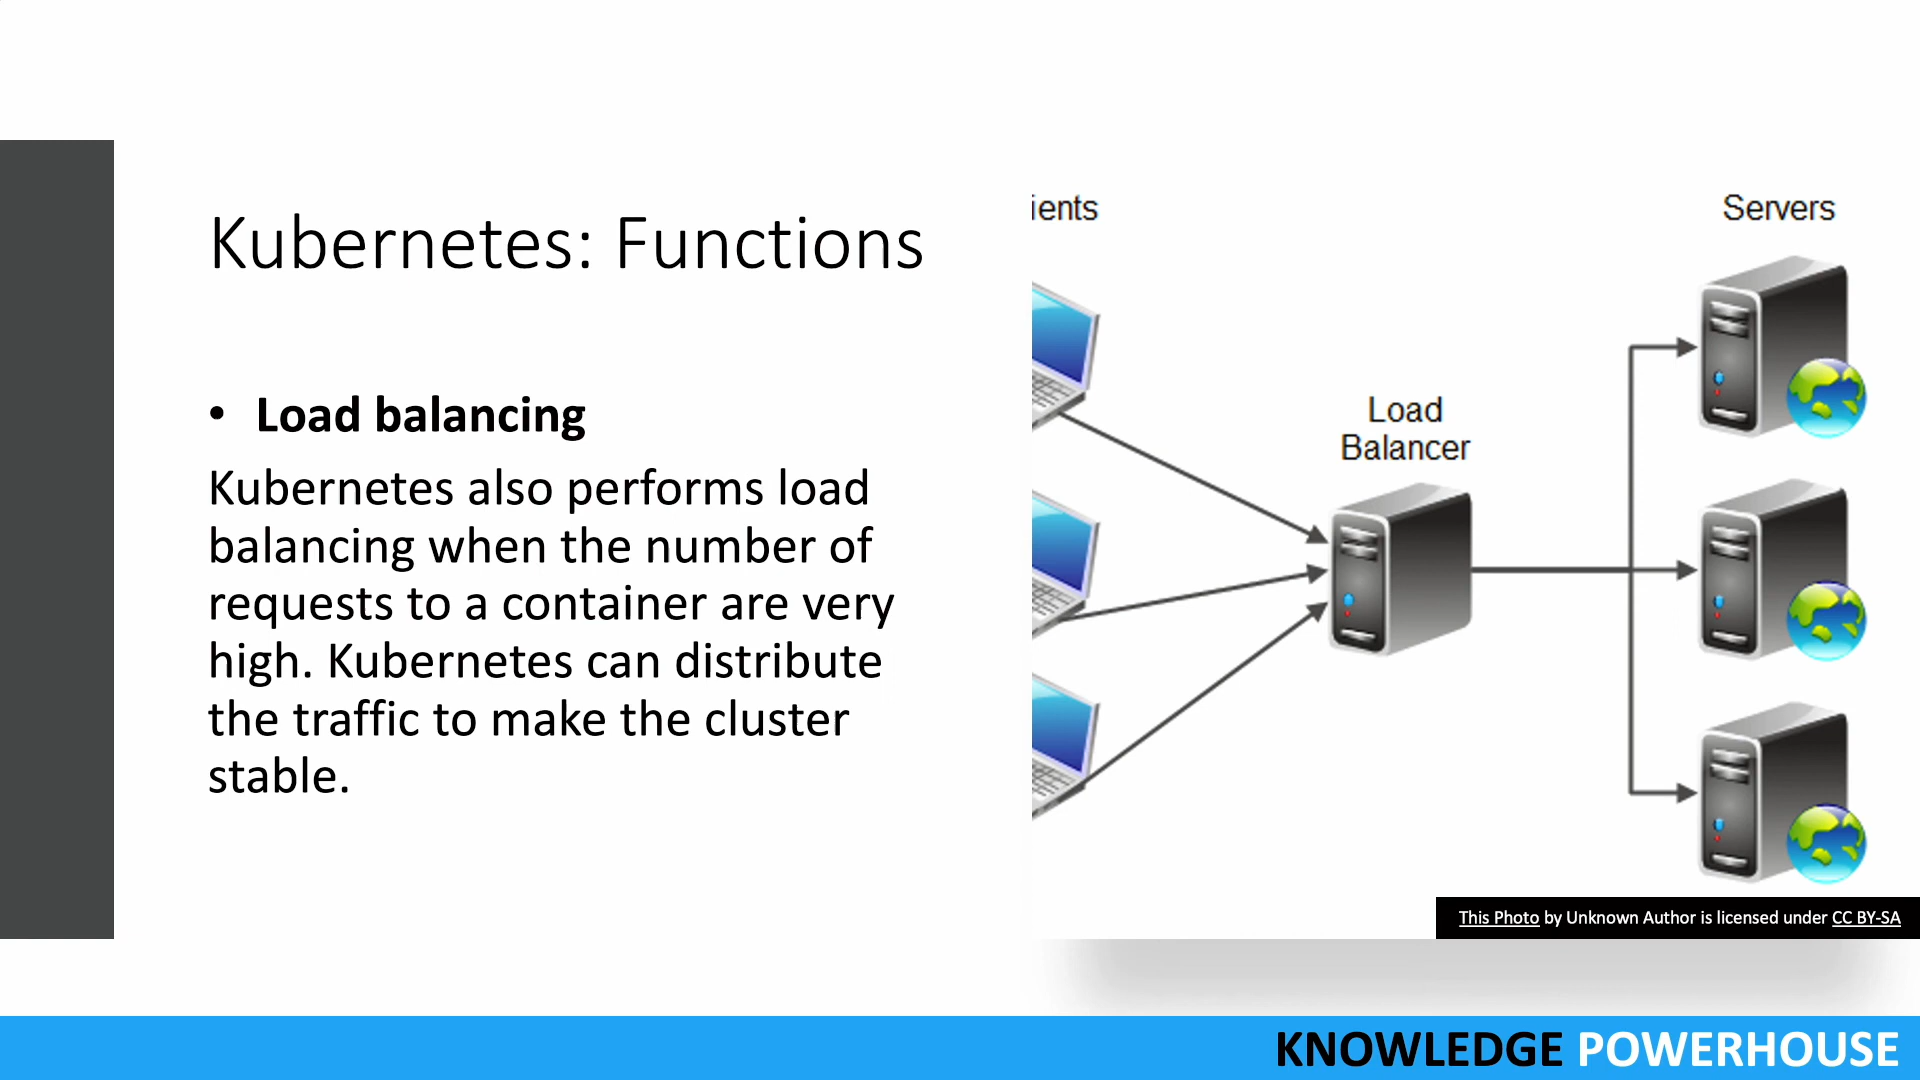 Kubernetes: Functions
• Load balancing
Kubernetes also performs load
balancing when the number of
requests to a container are very
high. Kubernetes can distribute
the traffic to make the cluster
stable.
ients
Load
Balancer
Servers
This Photo by Unknown Author is licensed under CC BY-SA
KNOWLEDGE POWERHOUSE